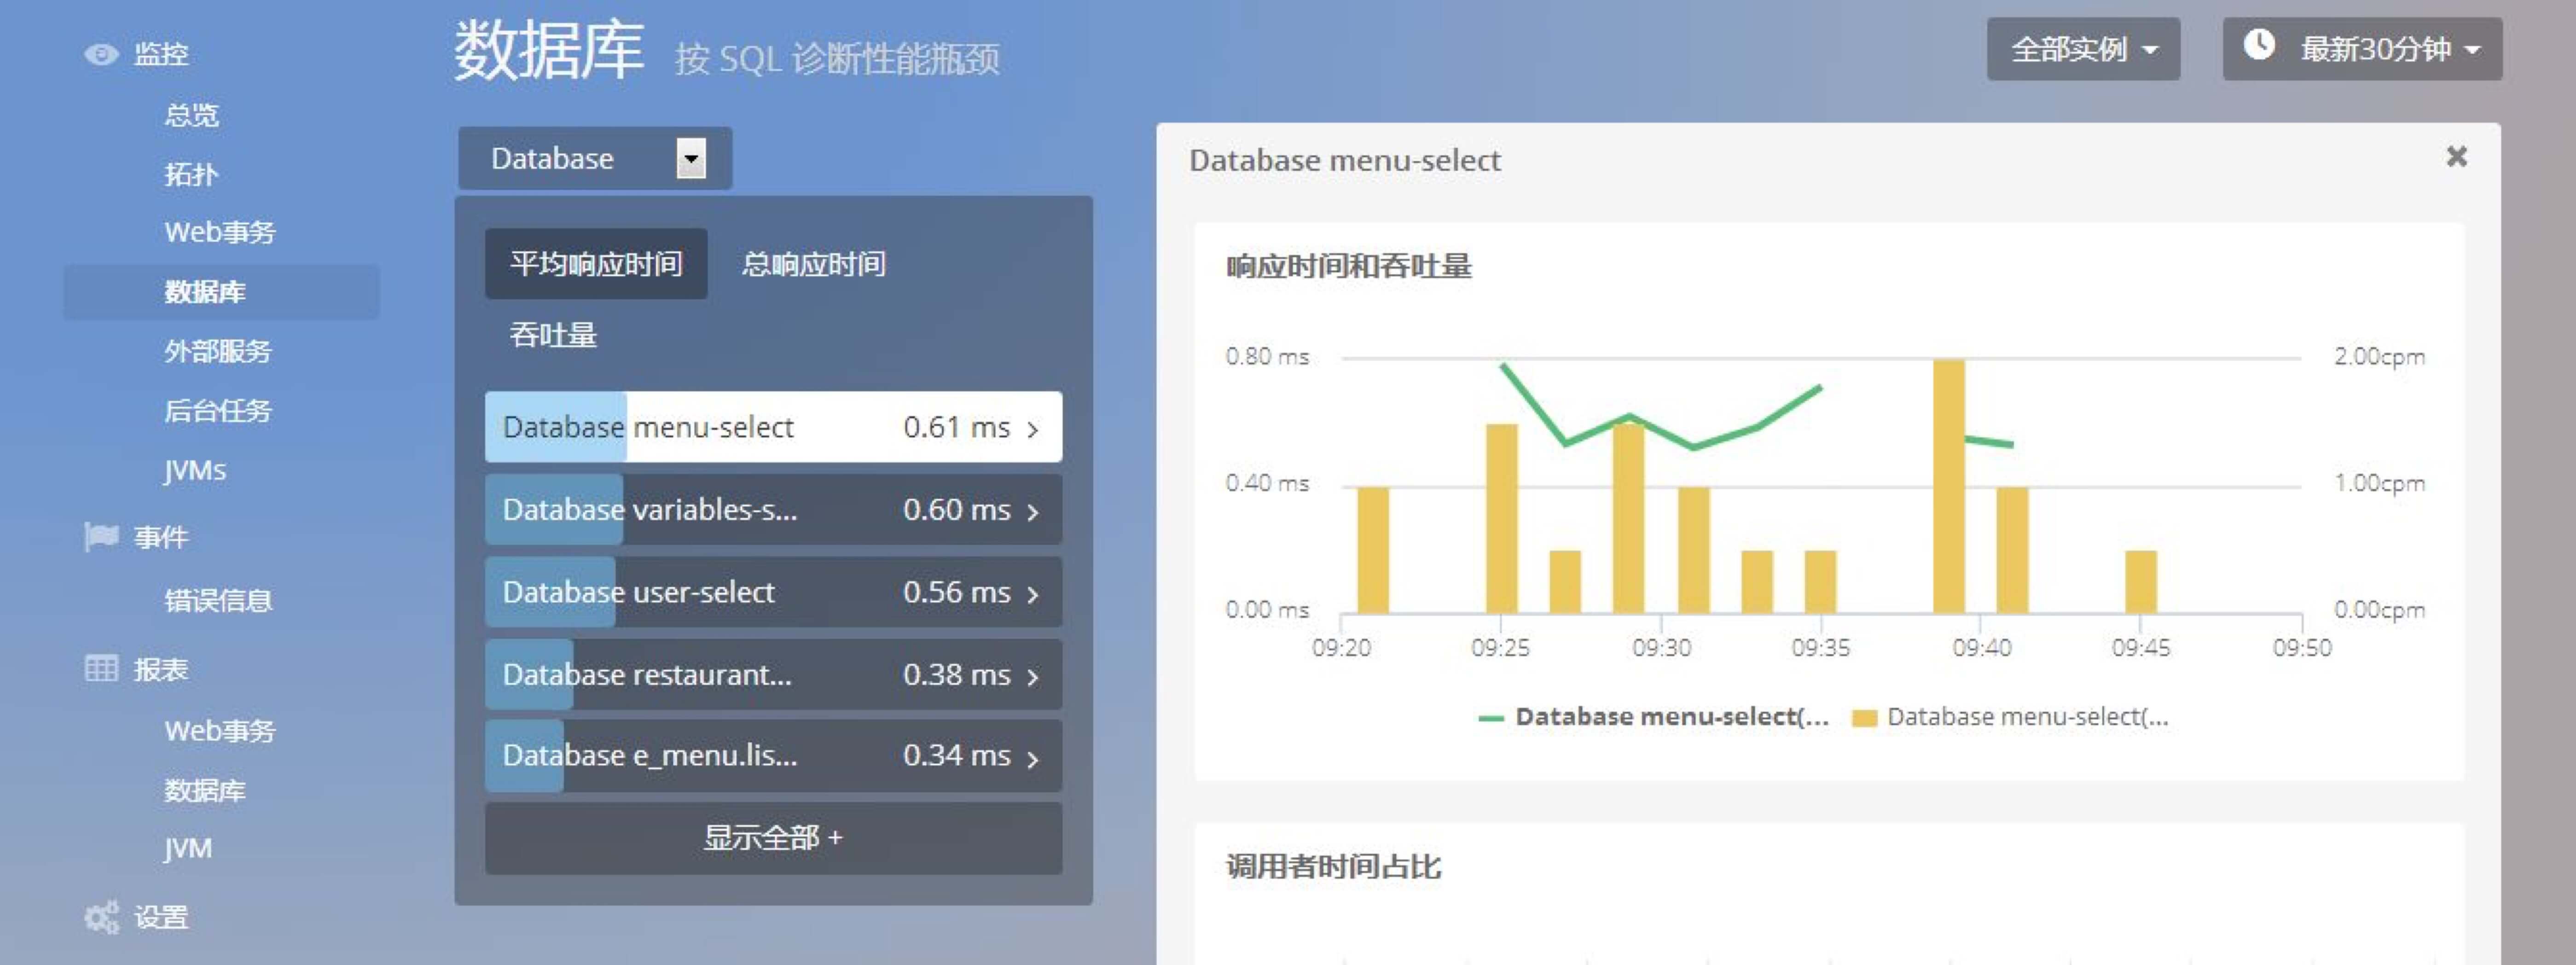 监控
总览
拓扑
Web事务
数据库
外部服务
后台任务
JVMs
事件
错误信息
报表
Web事务
数据库
JVM
设置
数据库 按 SQL 诊断性能瓶颈
全部实例
最新30分钟
Database
平均响应时间 总响应时间
吞吐量
Database menu-select 0.61 ms
Database variables-s... 0.60 ms
Database user-select 0.56 ms
Database restaurant... 0.38 ms
Database e_menu.lis... 0.34 ms
显示全部 +
Database menu-select
响应时间和吞吐量
0.80 ms 2.00cpm
0.40 ms 1.00cpm
0.00 ms 0.00cpm
09:20 09:25 09:30 09:35 09:40 09:45 09:50
Database menu-select(... Database menu-select(...
调用者时间占比